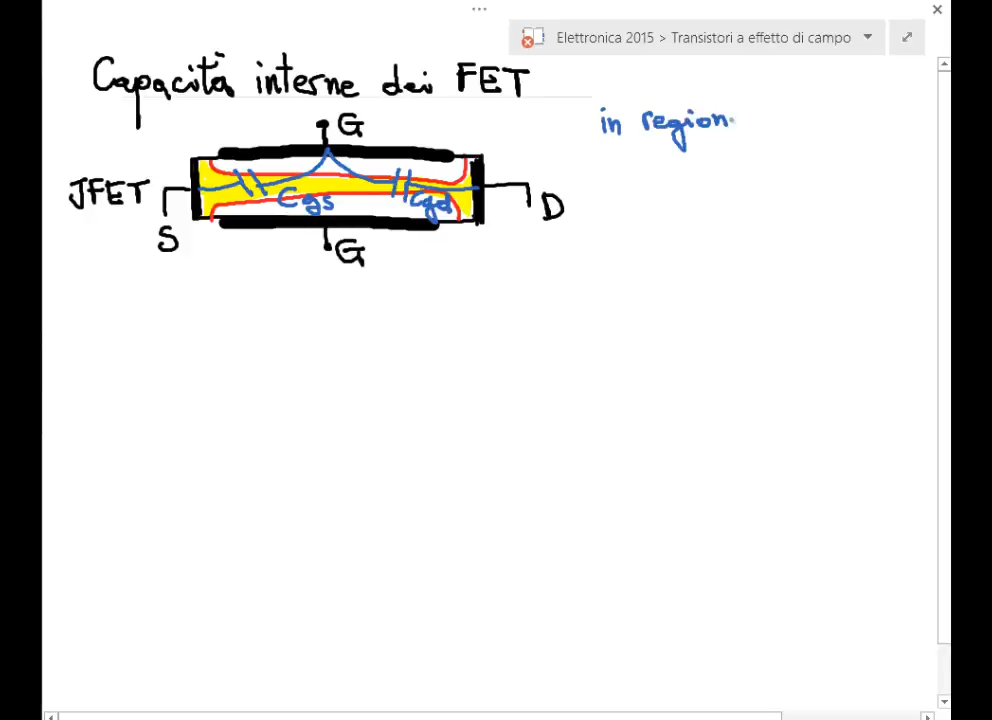 Elettronica 2015 > Transistori a effetto di campo
Capacità interne dei FET
in region
G
JFET
Cgs
Cgd
S
D
G